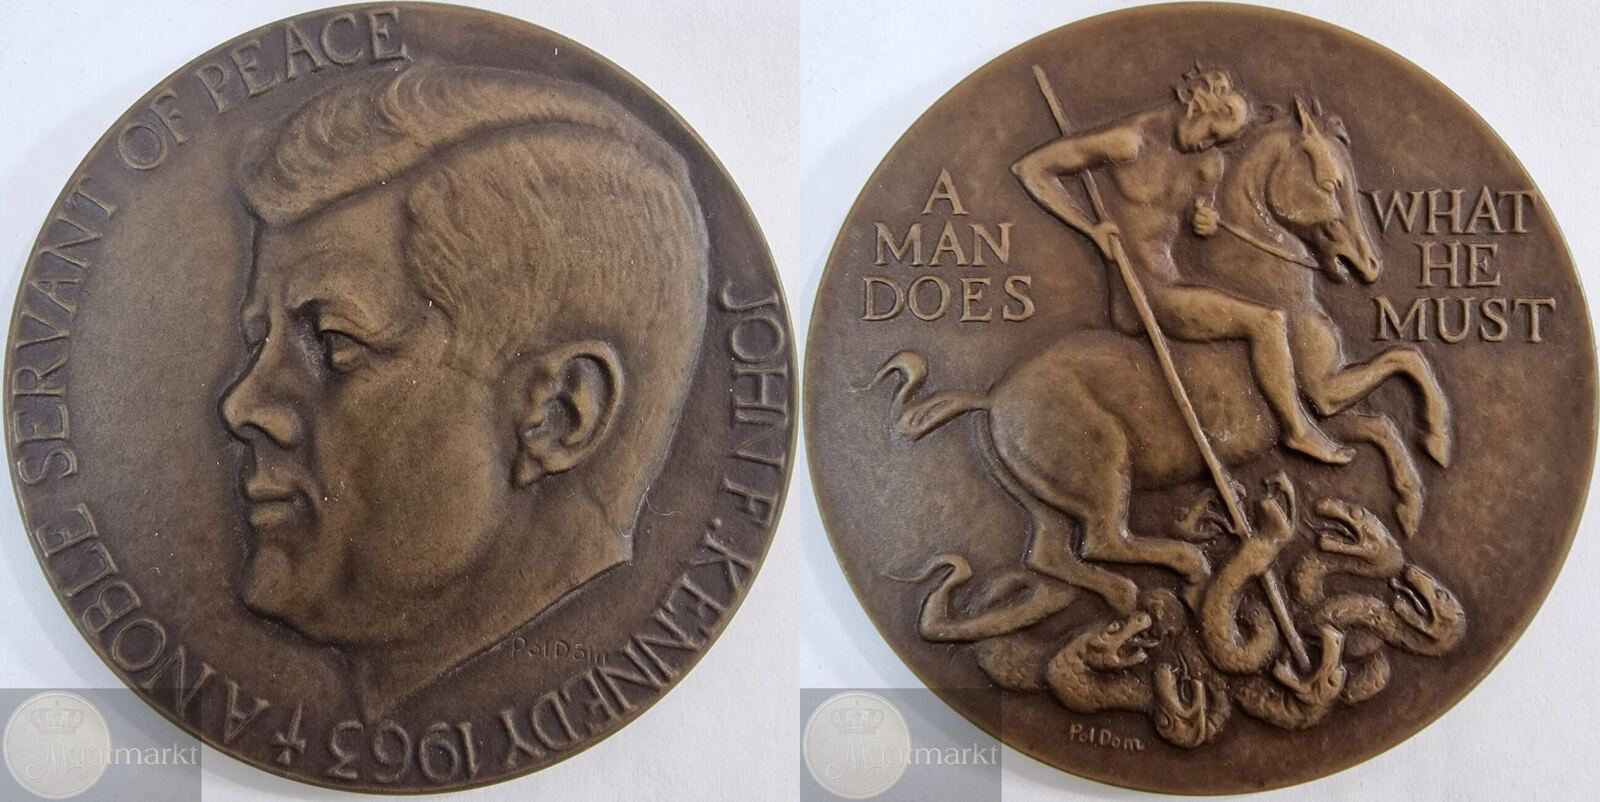 A NOBLE SERVANT OF PEACE
JOHN F. KENNEDY 1963 ✝
Pol Dom
Muntmarkt
A
MAN
DOES
WHAT
HE
MUST
Pol. Dom
Muntmarkt